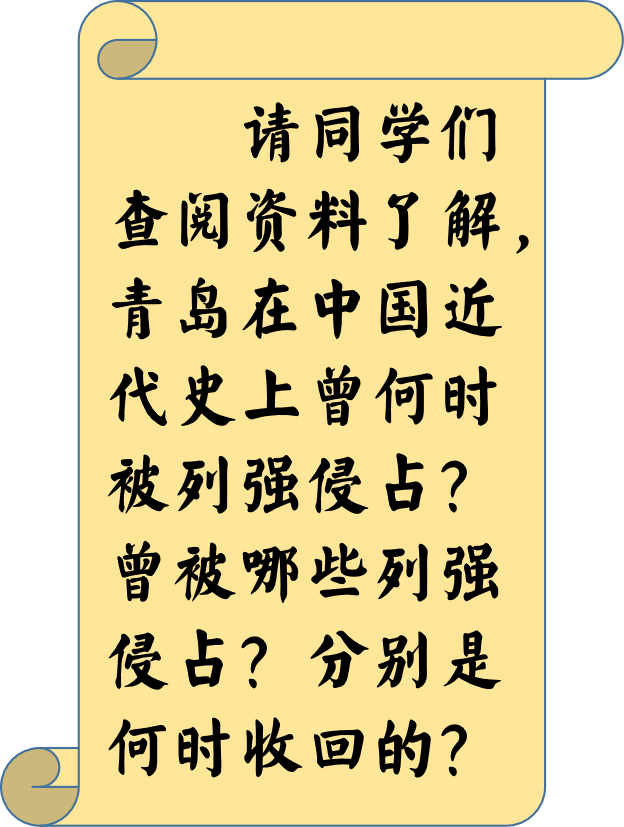 请同学们
查阅资料了解，
青岛在中国近
代史上曾何时
被列强侵占？
曾被哪些列强
侵占？分别是
何时收回的？